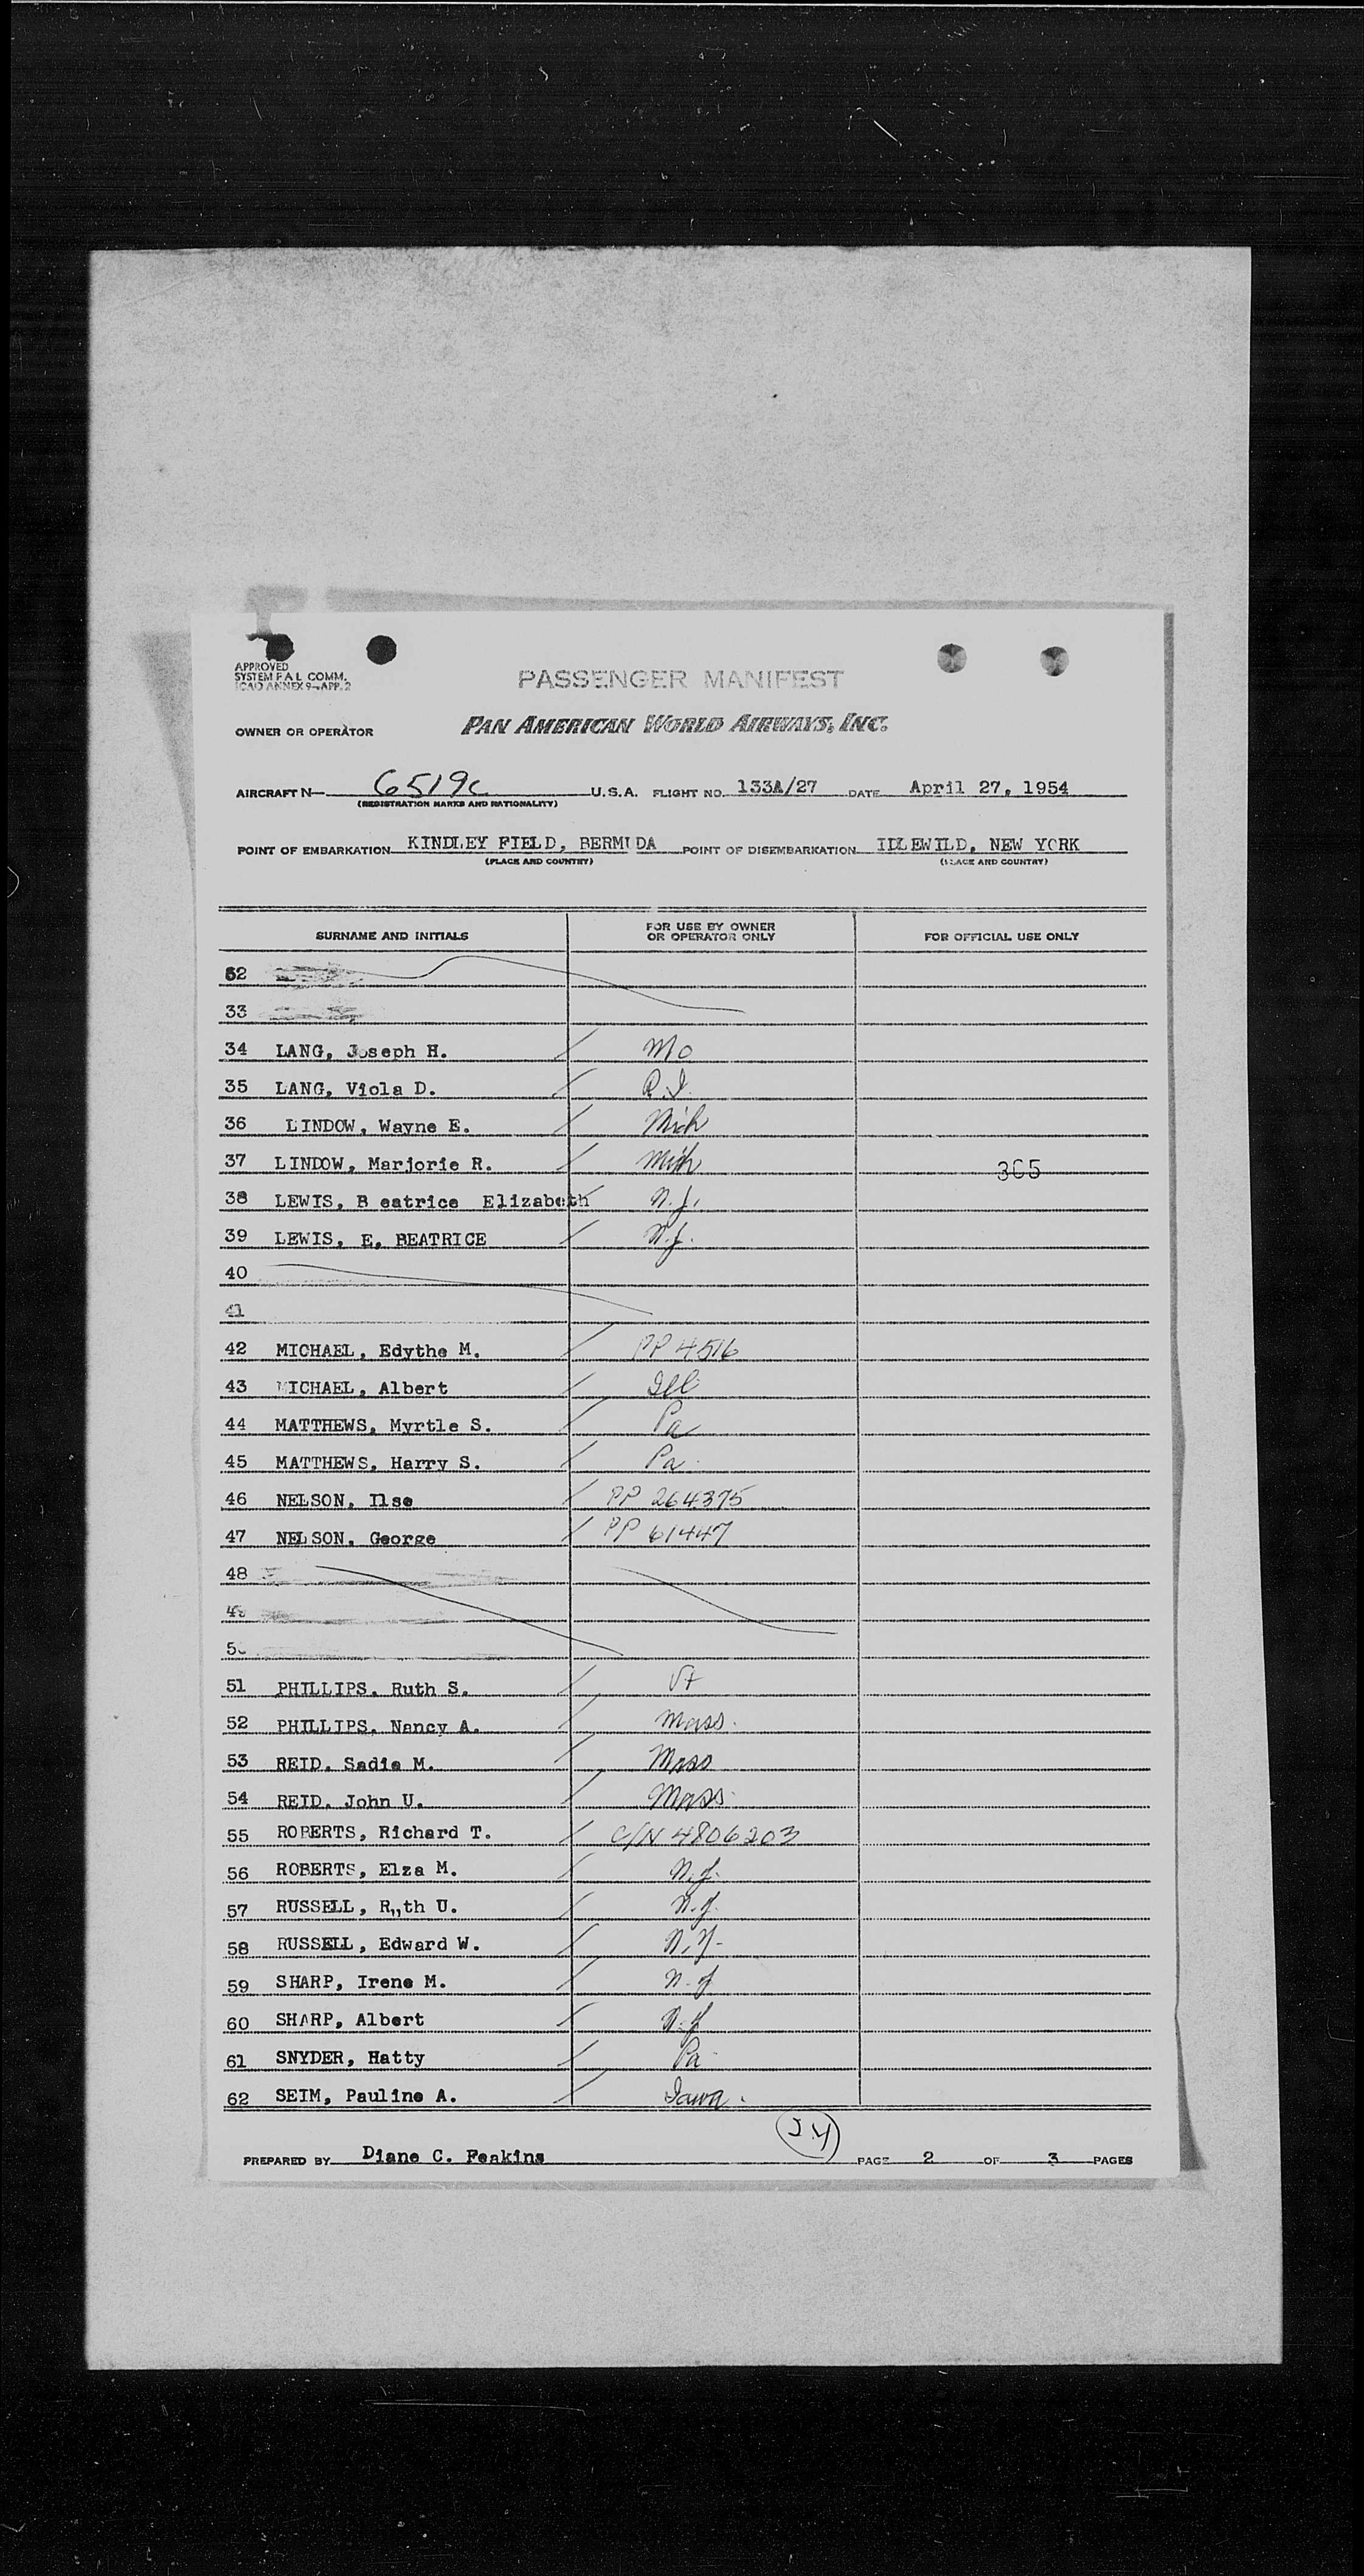 APPROVED
SYSTEM F A L COMM.
ICAO ANNEX 9-APP. 2
PASSENGER MANIFEST
OWNER OR OPERATOR PAN AMERICAN WORLD AIRWAYS, INC.
AIRCRAFT N— 6519C U.S.A. FLIGHT NO. 133A/27 DATE April 27, 1954
(REGISTRATION MARKS AND NATIONALITY)
POINT OF EMBARKATION KINDLEY FIELD, BERMUDA POINT OF DISEMBARKATION IDLEWILD, NEW YORK
(PLACE AND COUNTRY) (PLACE AND COUNTRY)
SURNAME AND INITIALS FOR USE BY OWNER OR OPERATOR ONLY FOR OFFICIAL USE ONLY
32
33
34 LANG, Joseph H. / Mo
35 LANG, Viola D. / R.I.
36 LINDOW, Wayne E. / Mich
37 LINDOW, Marjorie R. / Mich 305
38 LEWIS, B eatrice Elizabeth / N.J.
39 LEWIS, E. BEATRICE / N.J.
40
41
42 MICHAEL, Edythe M. / PP 4516
43 MICHAEL, Albert / Ill
44 MATTHEWS, Myrtle S. / Pa
45 MATTHEWS, Harry S. / Pa.
46 NELSON, Ilse / PP 264375
47 NELSON, George / PP 61447
48
49
50
51 PHILLIPS, Ruth S. / Vt
52 PHILLIPS, Nancy A. / Mass.
53 REID, Sadie M. / Mass
54 REID, John U. / Mass.
55 ROBERTS, Richard T. / C/N 4806203
56 ROBERTS, Elza M. / N.J.
57 RUSSELL, R,,th U. / N.J.
58 RUSSELL, Edward W. / N.Y.
59 SHARP, Irene M. / N.J
60 SHARP, Albert / N.J
61 SNYDER, Hatty / Pa
62 SEIM, Pauline A. / Iowa.
24
PREPARED BY Diane C. Feakins PAGE 2 OF 3 PAGES